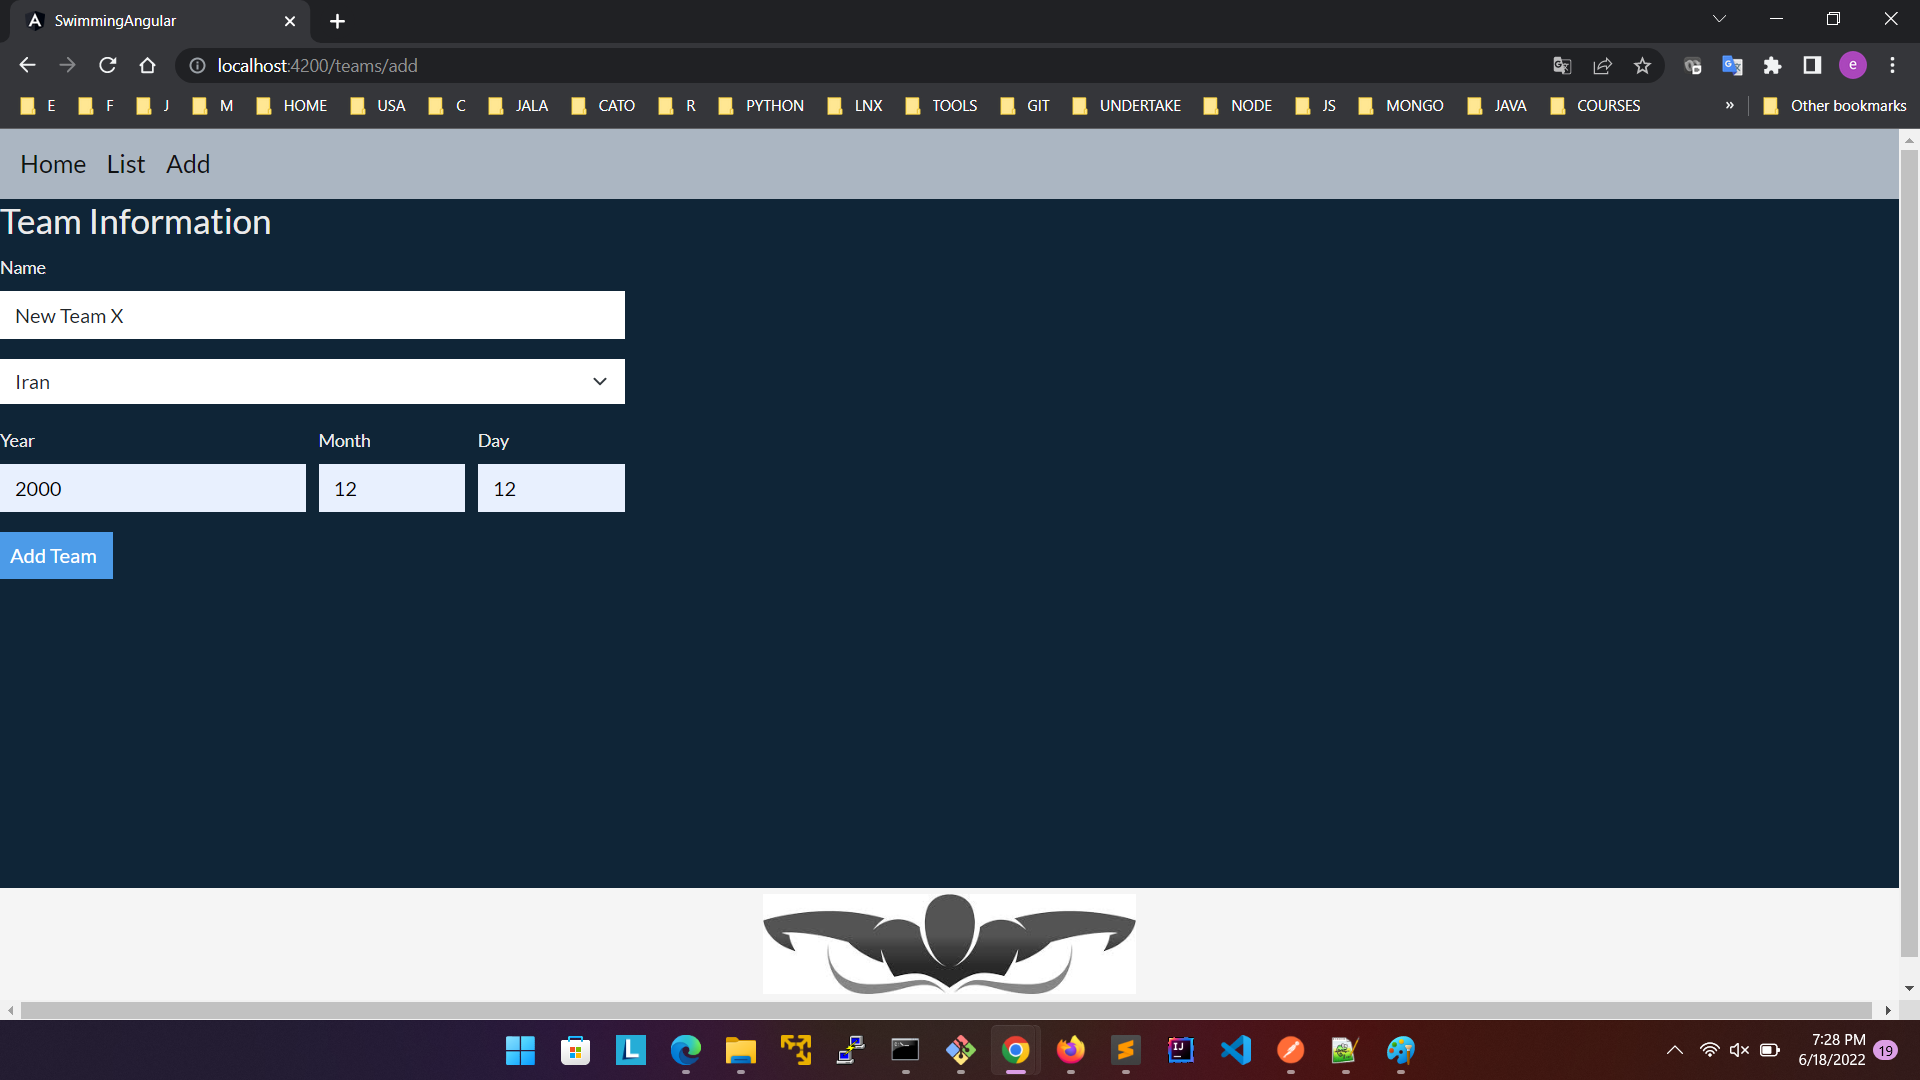 SwimmingAngular
localhost:4200/teams/add
e
E F J M HOME USA C JALA CATO R PYTHON LNX TOOLS GIT UNDERTAKE NODE JS MONGO JAVA COURSES » Other bookmarks
Home List Add
Team Information
Name
New Team X
Iran
Year Month Day
2000 12 12
Add Team
7:28 PM
6/18/2022 19